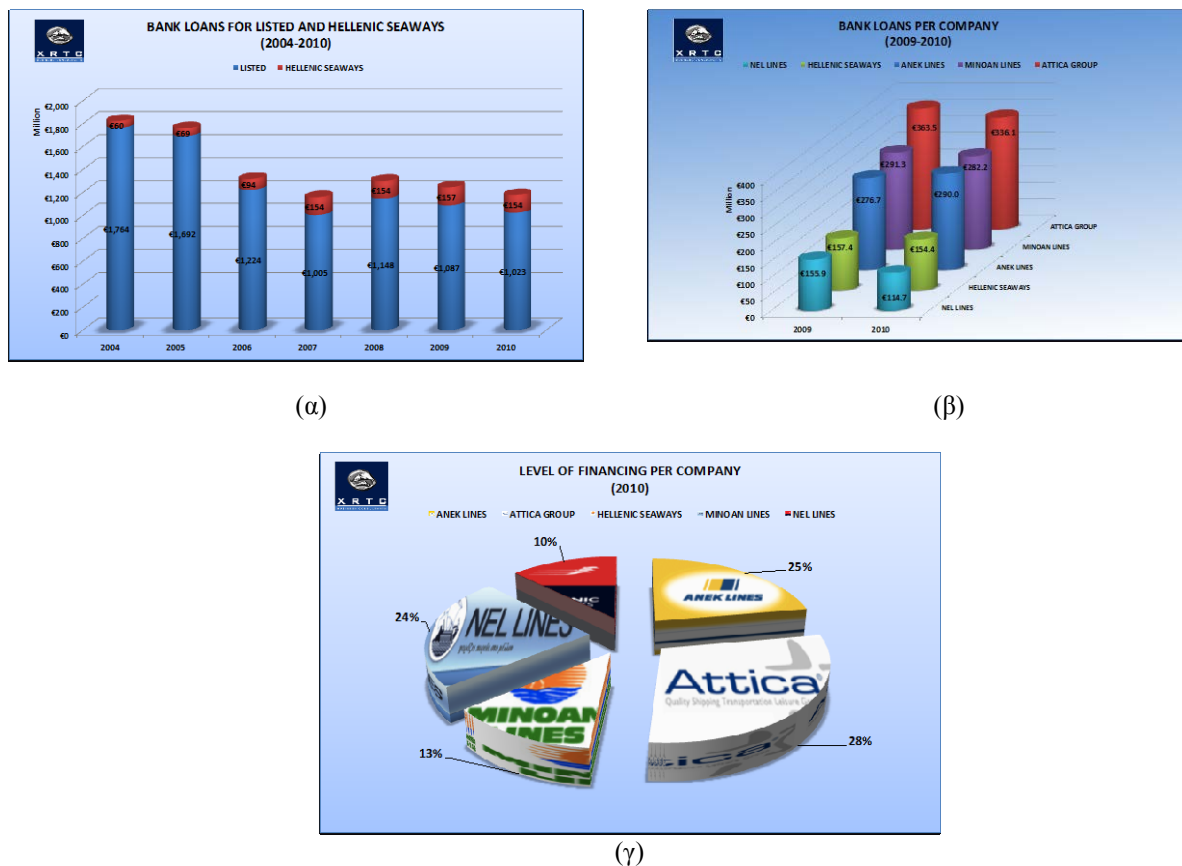 XRTC
BANK LOANS FOR LISTED AND HELLENIC SEAWAYS
(2004-2010)
LISTED HELLENIC SEAWAYS
Million
€2,000
€1,800
€1,600
€1,400
€1,200
€1,000
€800
€600
€400
€200
€0
€60
€69
€94
€154
€154
€157
€154
€1,764
€1,692
€1,224
€1,005
€1,148
€1,087
€1,023
2004 2005 2006 2007 2008 2009 2010
(α)
XRTC
BANK LOANS PER COMPANY
(2009-2010)
NEL LINES HELLENIC SEAWAYS ANEK LINES MINOAN LINES ATTICA GROUP
Million
€400
€350
€300
€250
€200
€150
€100
€50
€0
€363.5 €336.1
€291.3 €282.2
€276.7 €290.0
€157.4 €154.4
€155.9 €114.7
ATTICA GROUP
MINOAN LINES
ANEK LINES
HELLENIC SEAWAYS
NEL LINES
2009 2010
(β)
XRTC
LEVEL OF FINANCING PER COMPANY
(2010)
ANEK LINES ATTICA GROUP HELLENIC SEAWAYS MINOAN LINES NEL LINES
10%
25%
ANEK LINES
24%
NEL LINES
Attica
Quality Shipping Transportation Leisure
MINOAN
LINES
13%
28%
(γ)